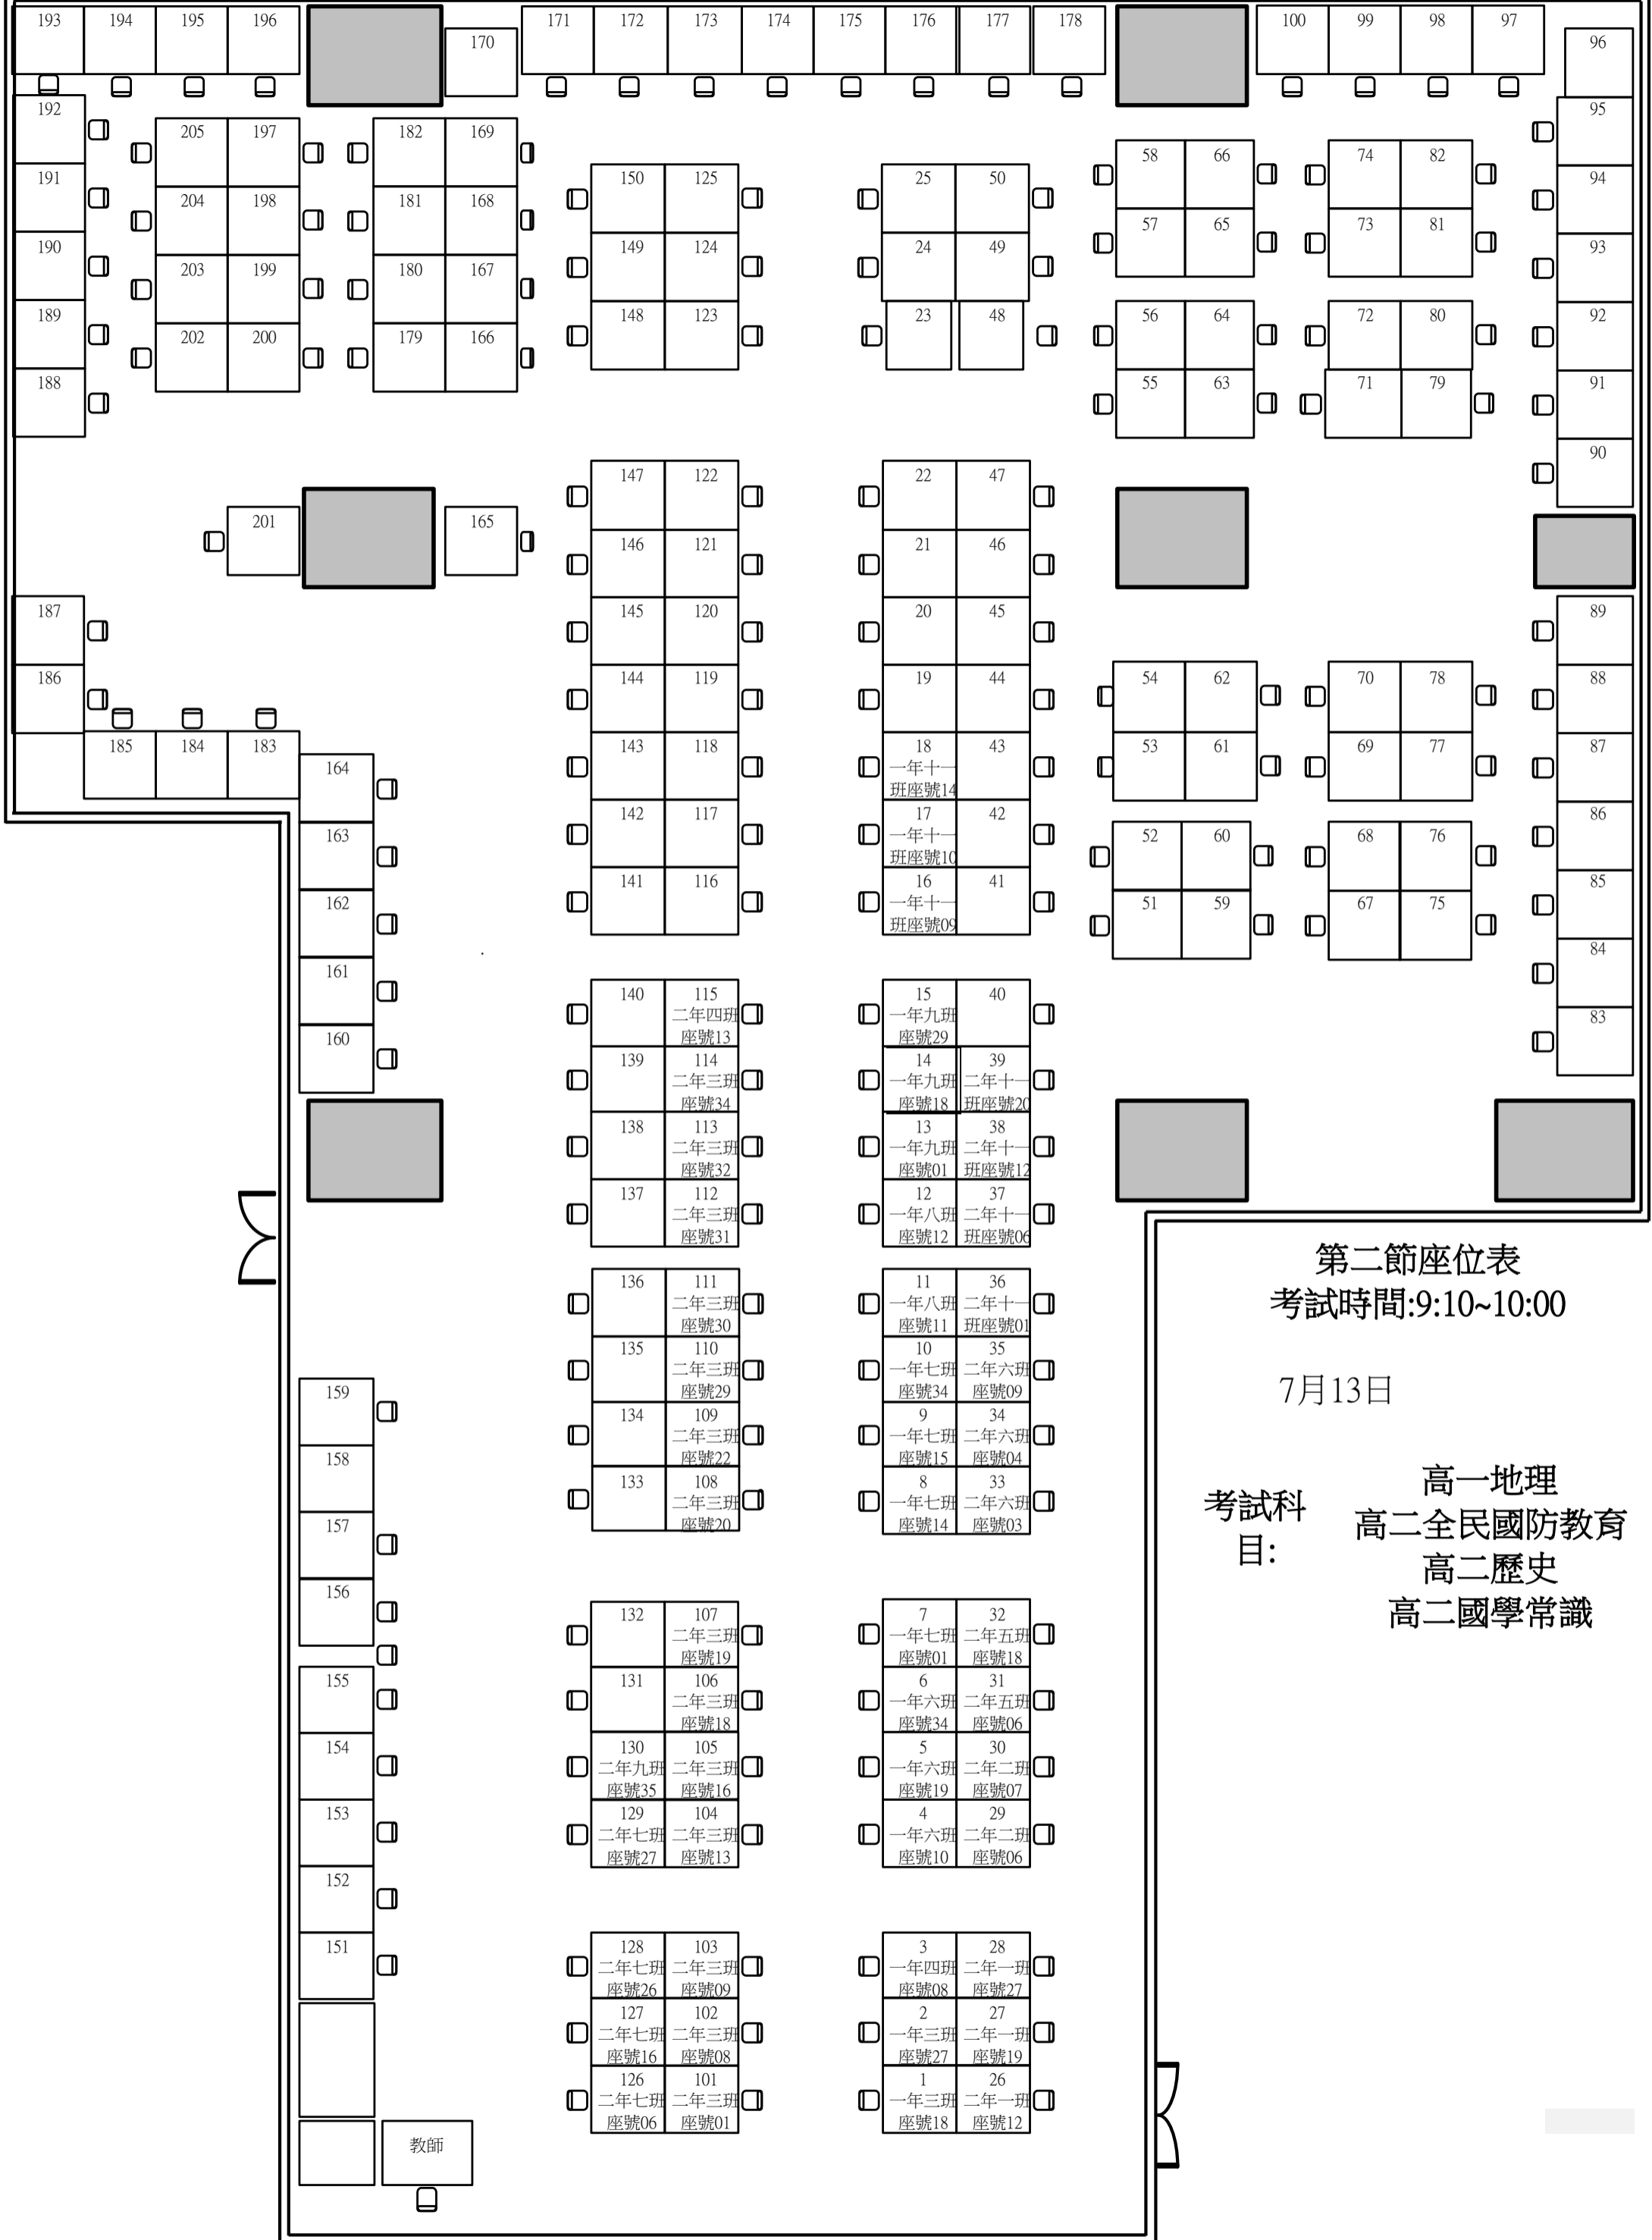 193 194 195 196 170 171 172 173 174 175 176 177 178 100 99 98 97 96
192 205 197 182 169 95
150 125 25 50 58 66 74 82
191 204 198 181 168 94
149 124 24 49 57 65 73 81
190 203 199 180 167 93
148 123 23 48 56 64 72 80
189 202 200 179 166 92
188 55 63 71 79 91
90
147 122 22 47
201 165
146 121 21 46
187 145 120 20 45 89
186 144 119 19 44 54 62 70 78 88
185 184 183 143 118 18 43 53 61 69 77 87
一年十一
班座號14
164
163 142 117 17 42 52 60 68 76 86
一年十一
班座號10
162 141 116 16 41 51 59 67 75 85
一年十一
班座號09
84
161
140 115 15 40
二年四班 一年九班
座號13 座號29
83
160 139 114 14 39
二年三班 一年九班 二年十一
座號34 座號18 班座號20
138 113 13 38
二年三班 一年九班 二年十一
座號32 座號01 班座號12
137 112 12 37
二年三班 一年八班 二年十一
座號31 座號12 班座號06
第二節座位表
考試時間:9:10~10:00
136 111 11 36
二年三班 一年八班 二年十一
座號30 座號11 班座號01
135 110 10 35
二年三班 一年七班 二年六班
座號29 座號34 座號09
7月13日
159
134 109 9 34
二年三班 一年七班 二年六班
座號22 座號15 座號04
158
133 108 8 33
二年三班 一年七班 二年六班
座號20 座號14 座號03
考試科
目:
高一地理
高二全民國防教育
高二歷史
高二國學常識
157
156
132 107 7 32
二年三班 一年七班 二年五班
座號19 座號01 座號18
155 131 106 6 31
二年三班 一年六班 二年五班
座號18 座號34 座號06
154 130 105 5 30
二年九班 二年三班 一年六班 二年二班
座號35 座號16 座號19 座號07
153 129 104 4 29
二年七班 二年三班 一年六班 二年二班
座號27 座號13 座號10 座號06
152
151 128 103 3 28
二年七班 二年三班 一年四班 二年一班
座號26 座號09 座號08 座號27
127 102 2 27
二年七班 二年三班 一年三班 二年一班
座號16 座號08 座號27 座號19
126 101 1 26
二年七班 二年三班 一年三班 二年一班
座號06 座號01 座號18 座號12
教師